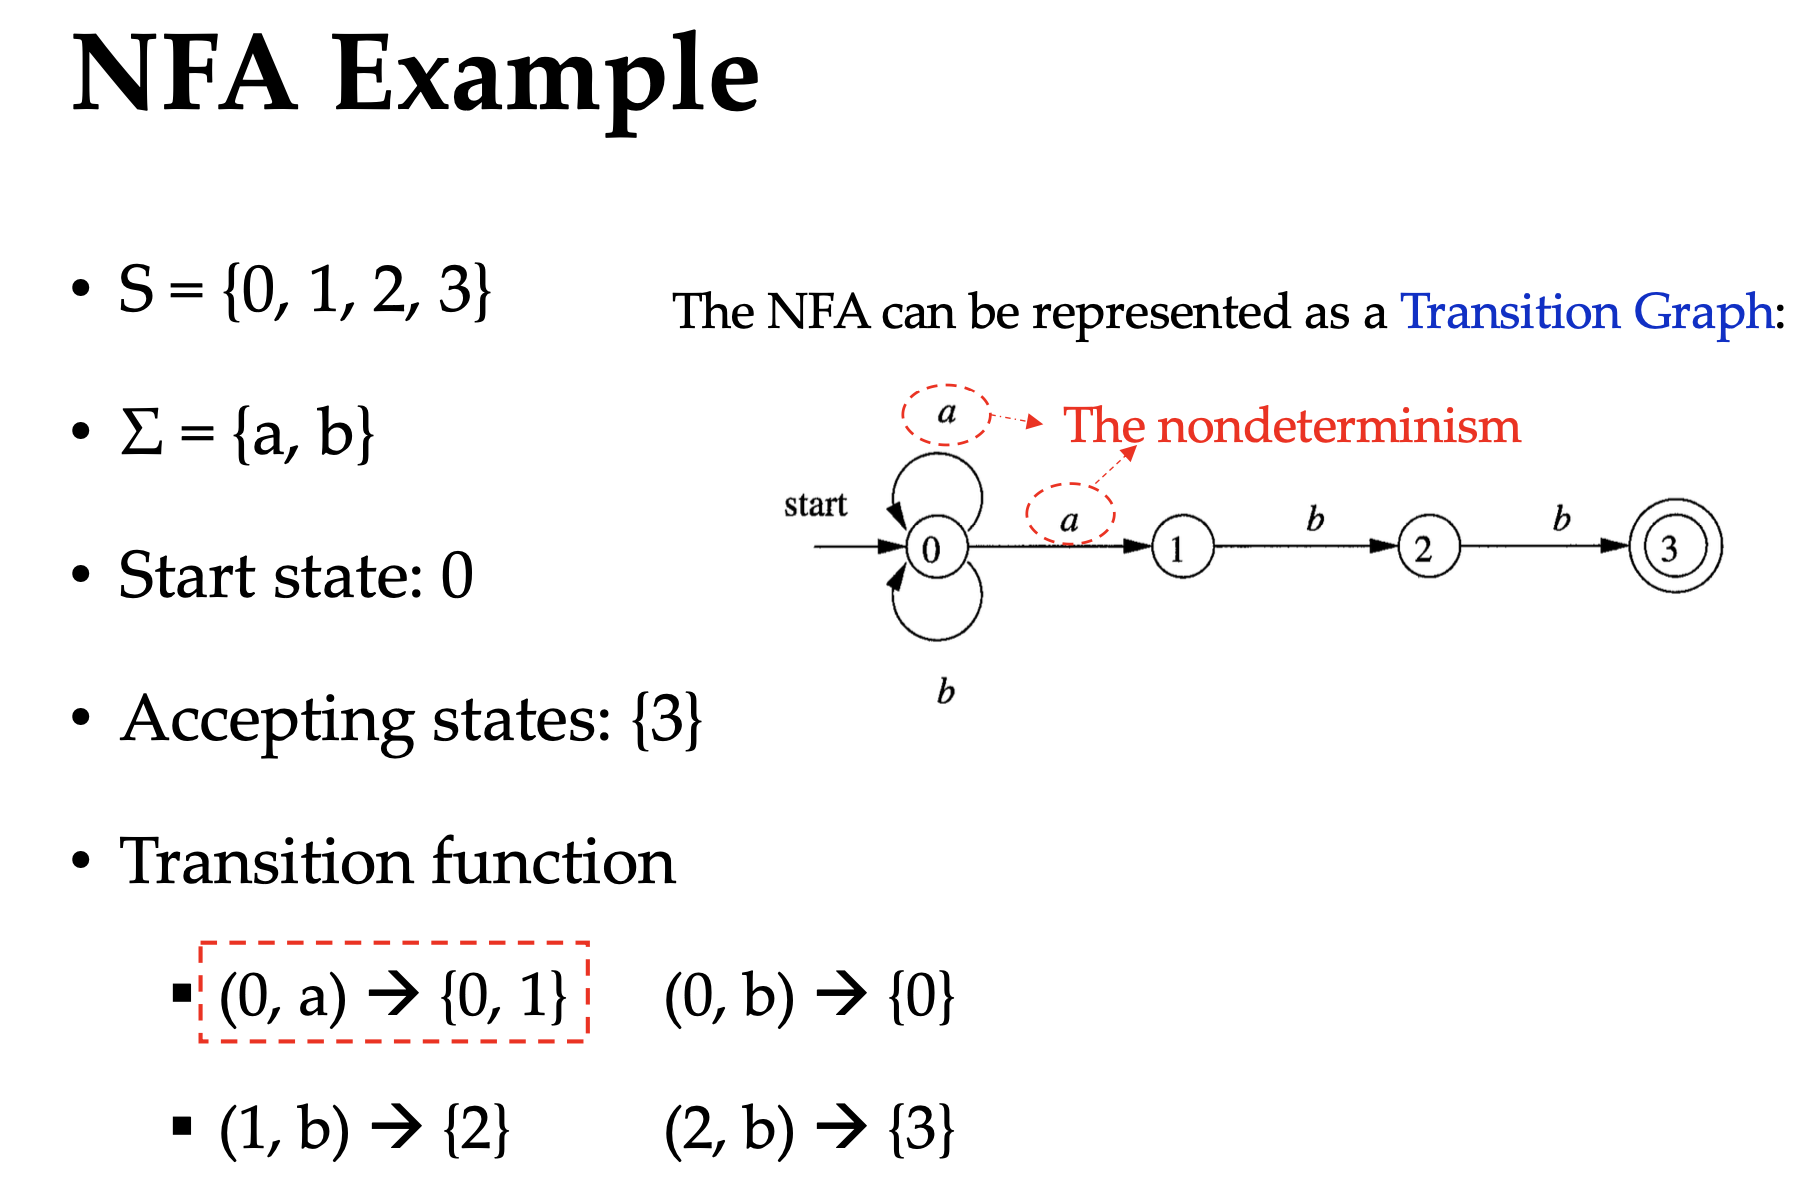 NFA Example
• S = {0, 1, 2, 3}
• Σ = {a, b}
• Start state: 0
• Accepting states: {3}
• Transition function
▪ (0, a) → {0, 1} (0, b) → {0}
▪ (1, b) → {2} (2, b) → {3}
The NFA can be represented as a Transition Graph:
a
The nondeterminism
start
a
b
b
0
1
2
3
b